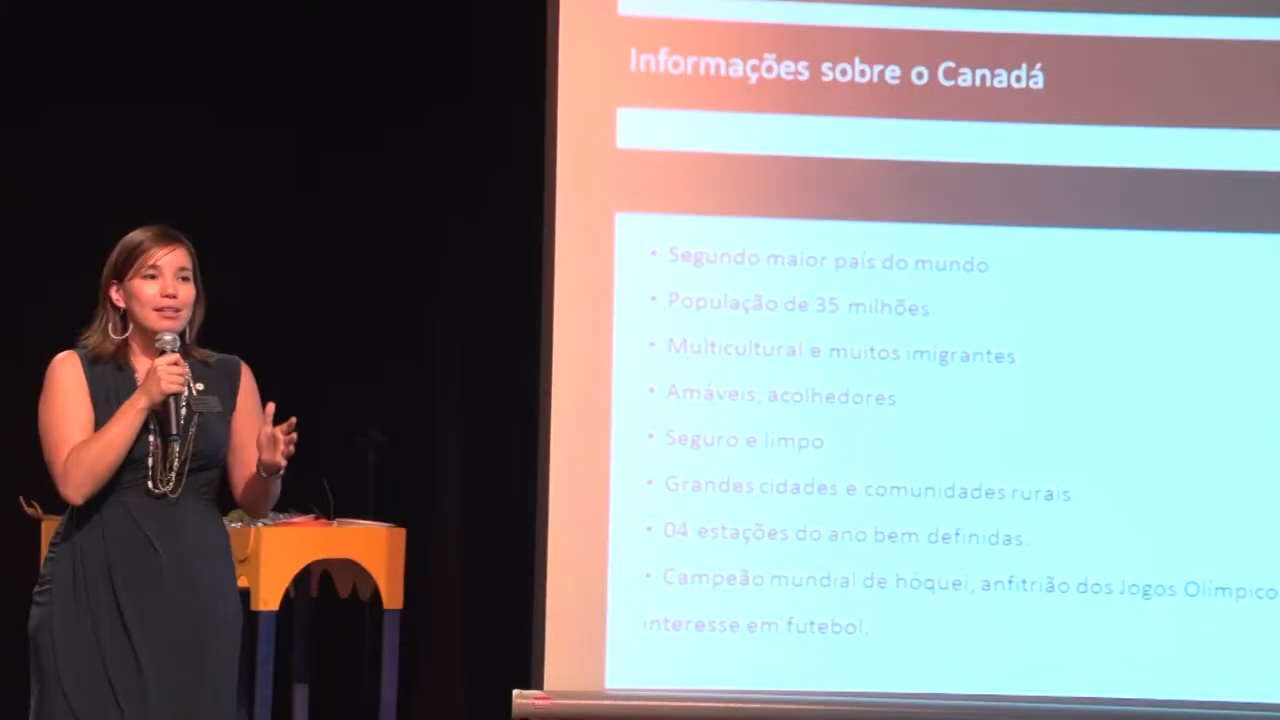 Informações sobre o Canadá
• Segundo maior país do mundo
• População de 35 milhões
• Multicultural e muitos imigrantes
• Amáveis, acolhedores
• Seguro e limpo
• Grandes cidades e comunidades rurais
• 04 estações do ano bem definidas.
• Campeão mundial de hóquei, anfitrião dos Jogos Olímpico
interesse em futebol.